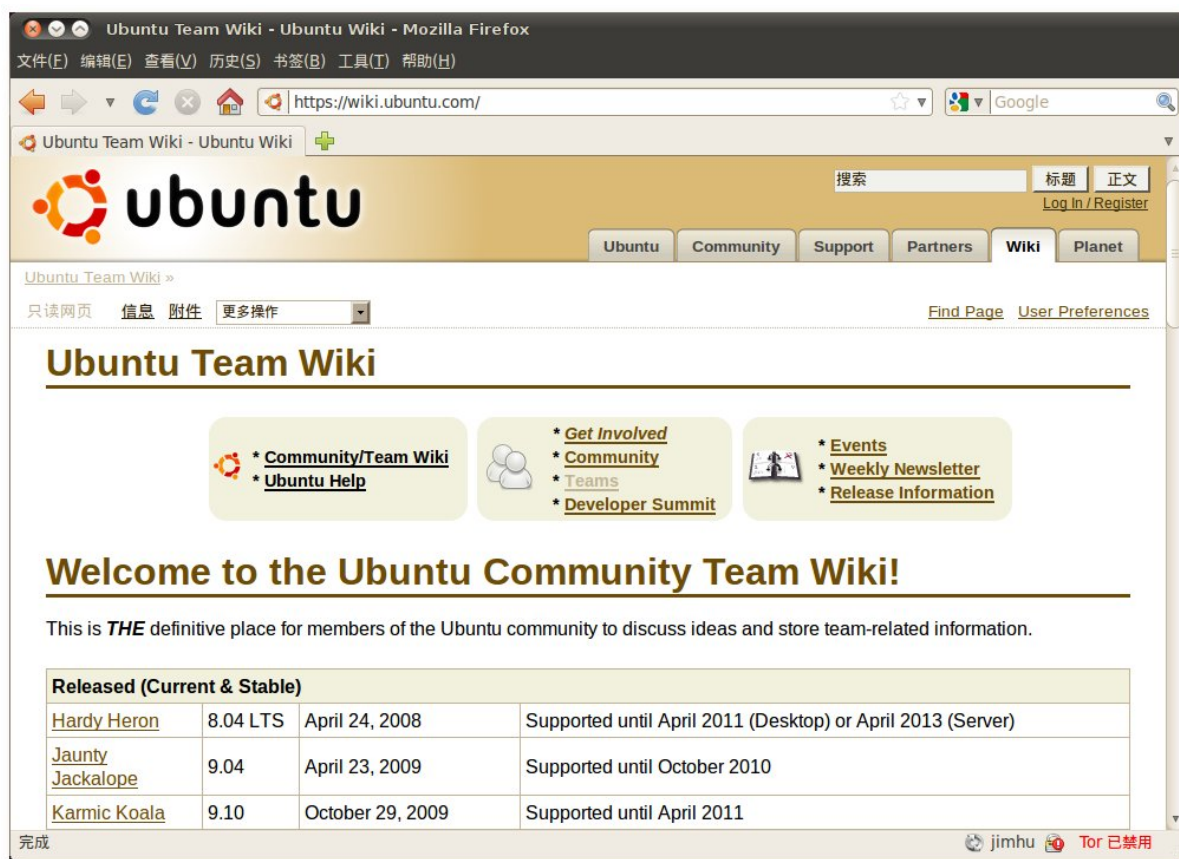 Ubuntu Team Wiki - Ubuntu Wiki - Mozilla Firefox
文件(F) 编辑(E) 查看(V) 历史(S) 书签(B) 工具(T) 帮助(H)
https://wiki.ubuntu.com/ Google
Ubuntu Team Wiki - Ubuntu Wiki
ubuntu
搜索 标题 正文
Log In / Register
Ubuntu Community Support Partners Wiki Planet
Ubuntu Team Wiki »
只读网页 信息 附件 更多操作 Find Page User Preferences
Ubuntu Team Wiki
* Community/Team Wiki
* Ubuntu Help
* Get Involved
* Community
* Teams
* Developer Summit
* Events
* Weekly Newsletter
* Release Information
Welcome to the Ubuntu Community Team Wiki!
This is THE definitive place for members of the Ubuntu community to discuss ideas and store team-related information.
Released (Current & Stable)
Hardy Heron 8.04 LTS April 24, 2008 Supported until April 2011 (Desktop) or April 2013 (Server)
Jaunty Jackalope 9.04 April 23, 2009 Supported until October 2010
Karmic Koala 9.10 October 29, 2009 Supported until April 2011
完成 jimhu Tor 已禁用